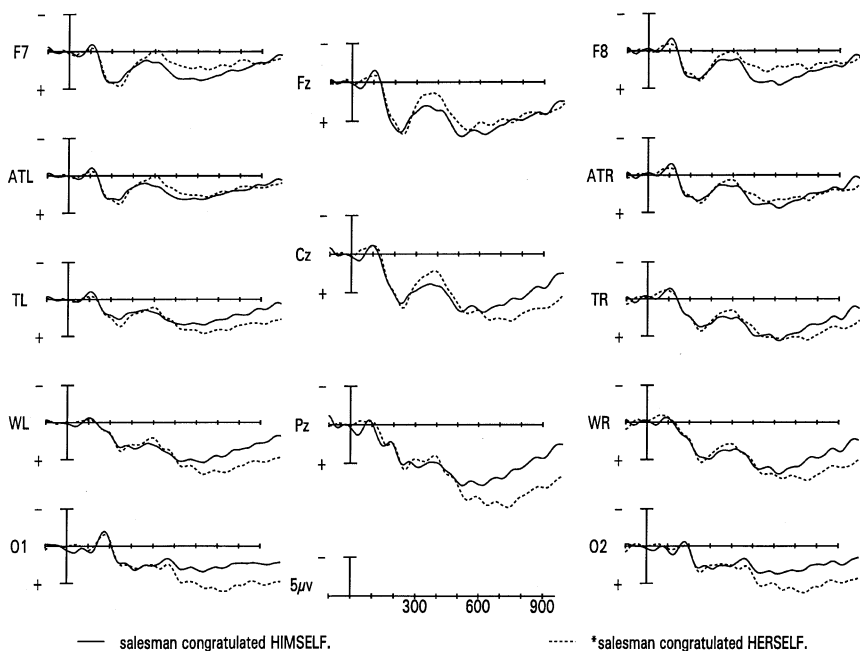 − F7 +
− Fz +
− F8 +
− ATL +
− ATR +
− Cz +
− TL +
− TR +
− WL +
− Pz +
− WR +
− O1 +
− O2 +
− 5μv
300 600 900
salesman congratulated HIMSELF.
*salesman congratulated HERSELF.